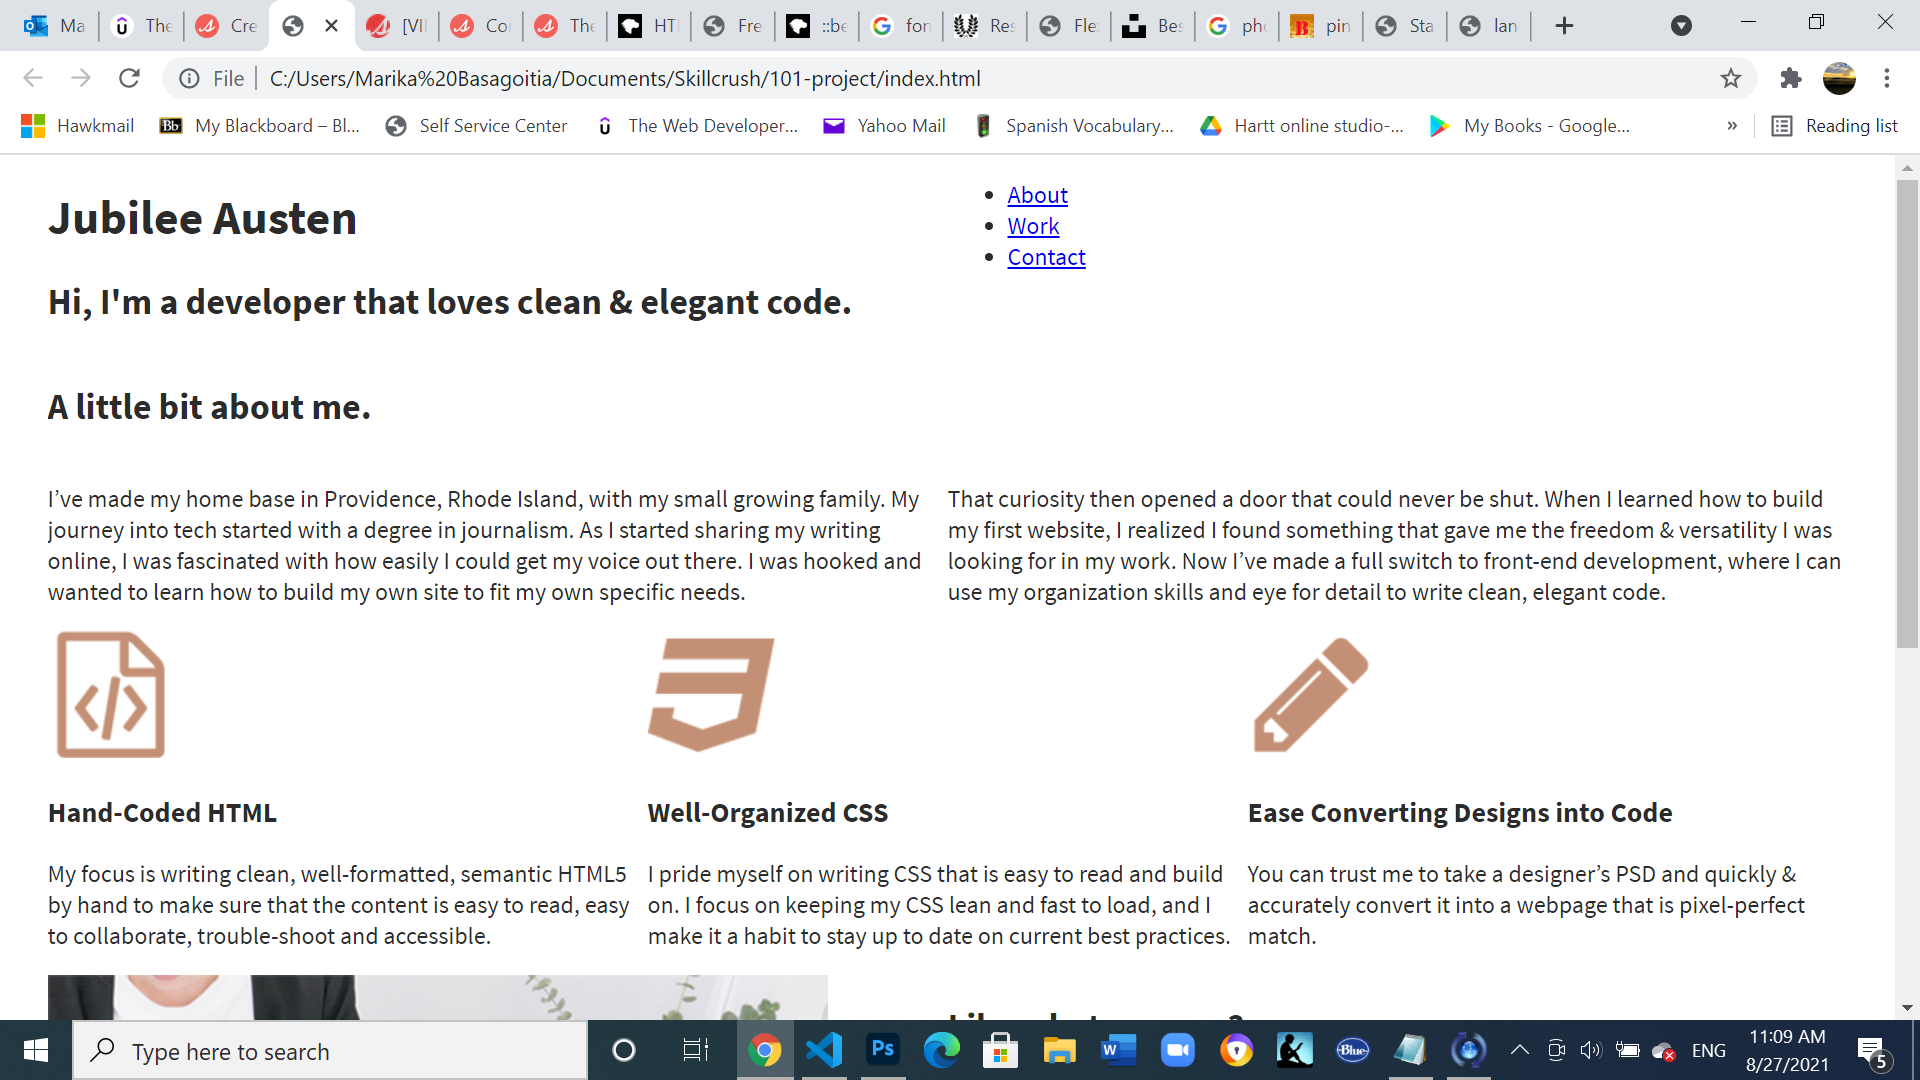 Ma
The
Cre
[VI
Co
The
HT
Fre
::be
fon
Res
Fle
Bes
pho
pin
Sta
lan
File
C:/Users/Marika%20Basagoitia/Documents/Skillcrush/101-project/index.html
Hawkmail
Bb
My Blackboard – Bl...
Self Service Center
The Web Developer...
Yahoo Mail
Spanish Vocabulary...
Hartt online studio-...
My Books - Google...
»
Reading list
Jubilee Austen
About
Work
Contact
Hi, I'm a developer that loves clean & elegant code.
A little bit about me.
I’ve made my home base in Providence, Rhode Island, with my small growing family. My
journey into tech started with a degree in journalism. As I started sharing my writing
online, I was fascinated with how easily I could get my voice out there. I was hooked and
wanted to learn how to build my own site to fit my own specific needs.
That curiosity then opened a door that could never be shut. When I learned how to build
my first website, I realized I found something that gave me the freedom & versatility I was
looking for in my work. Now I’ve made a full switch to front-end development, where I can
use my organization skills and eye for detail to write clean, elegant code.
Hand-Coded HTML
My focus is writing clean, well-formatted, semantic HTML5
by hand to make sure that the content is easy to read, easy
to collaborate, trouble-shoot and accessible.
Well-Organized CSS
I pride myself on writing CSS that is easy to read and build
on. I focus on keeping my CSS lean and fast to load, and I
make it a habit to stay up to date on current best practices.
Ease Converting Designs into Code
You can trust me to take a designer’s PSD and quickly &
accurately convert it into a webpage that is pixel-perfect
match.
Type here to search
Ps
W
Blue
ENG
11:09 AM
8/27/2021
5